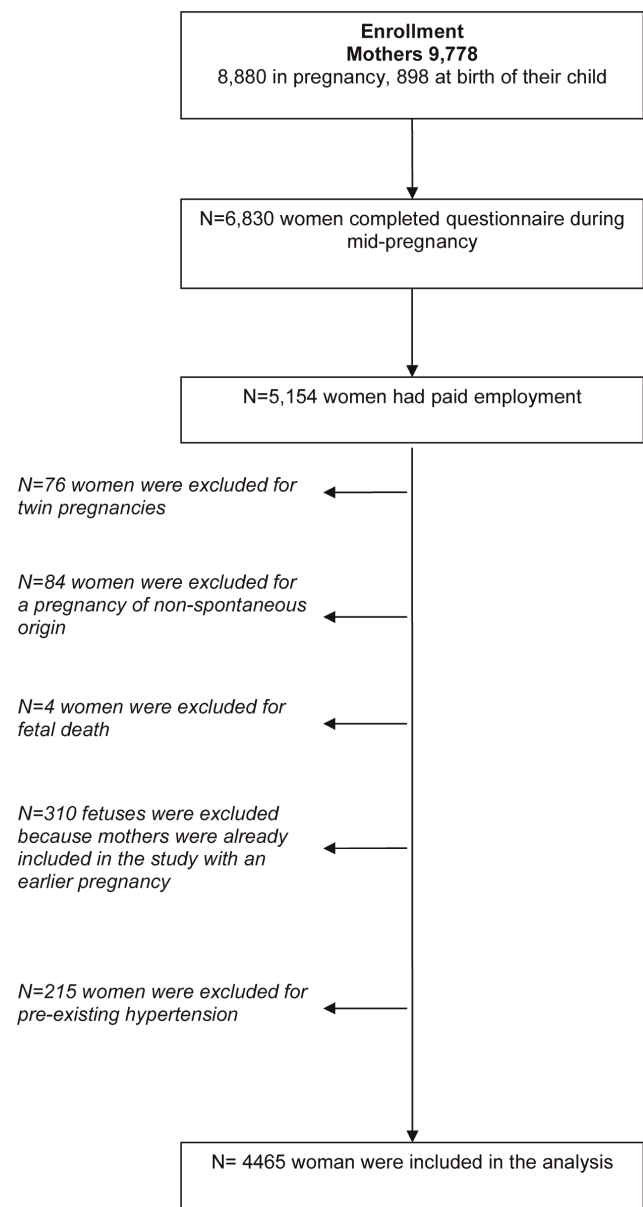 Enrollment
Mothers 9,778
8,880 in pregnancy, 898 at birth of their child
N=6,830 women completed questionnaire during
mid-pregnancy
N=5,154 women had paid employment
N=76 women were excluded for
twin pregnancies
N=84 women were excluded for
a pregnancy of non-spontaneous
origin
N=4 women were excluded for
fetal death
N=310 fetuses were excluded
because mothers were already
included in the study with an
earlier pregnancy
N=215 women were excluded for
pre-existing hypertension
N= 4465 woman were included in the analysis